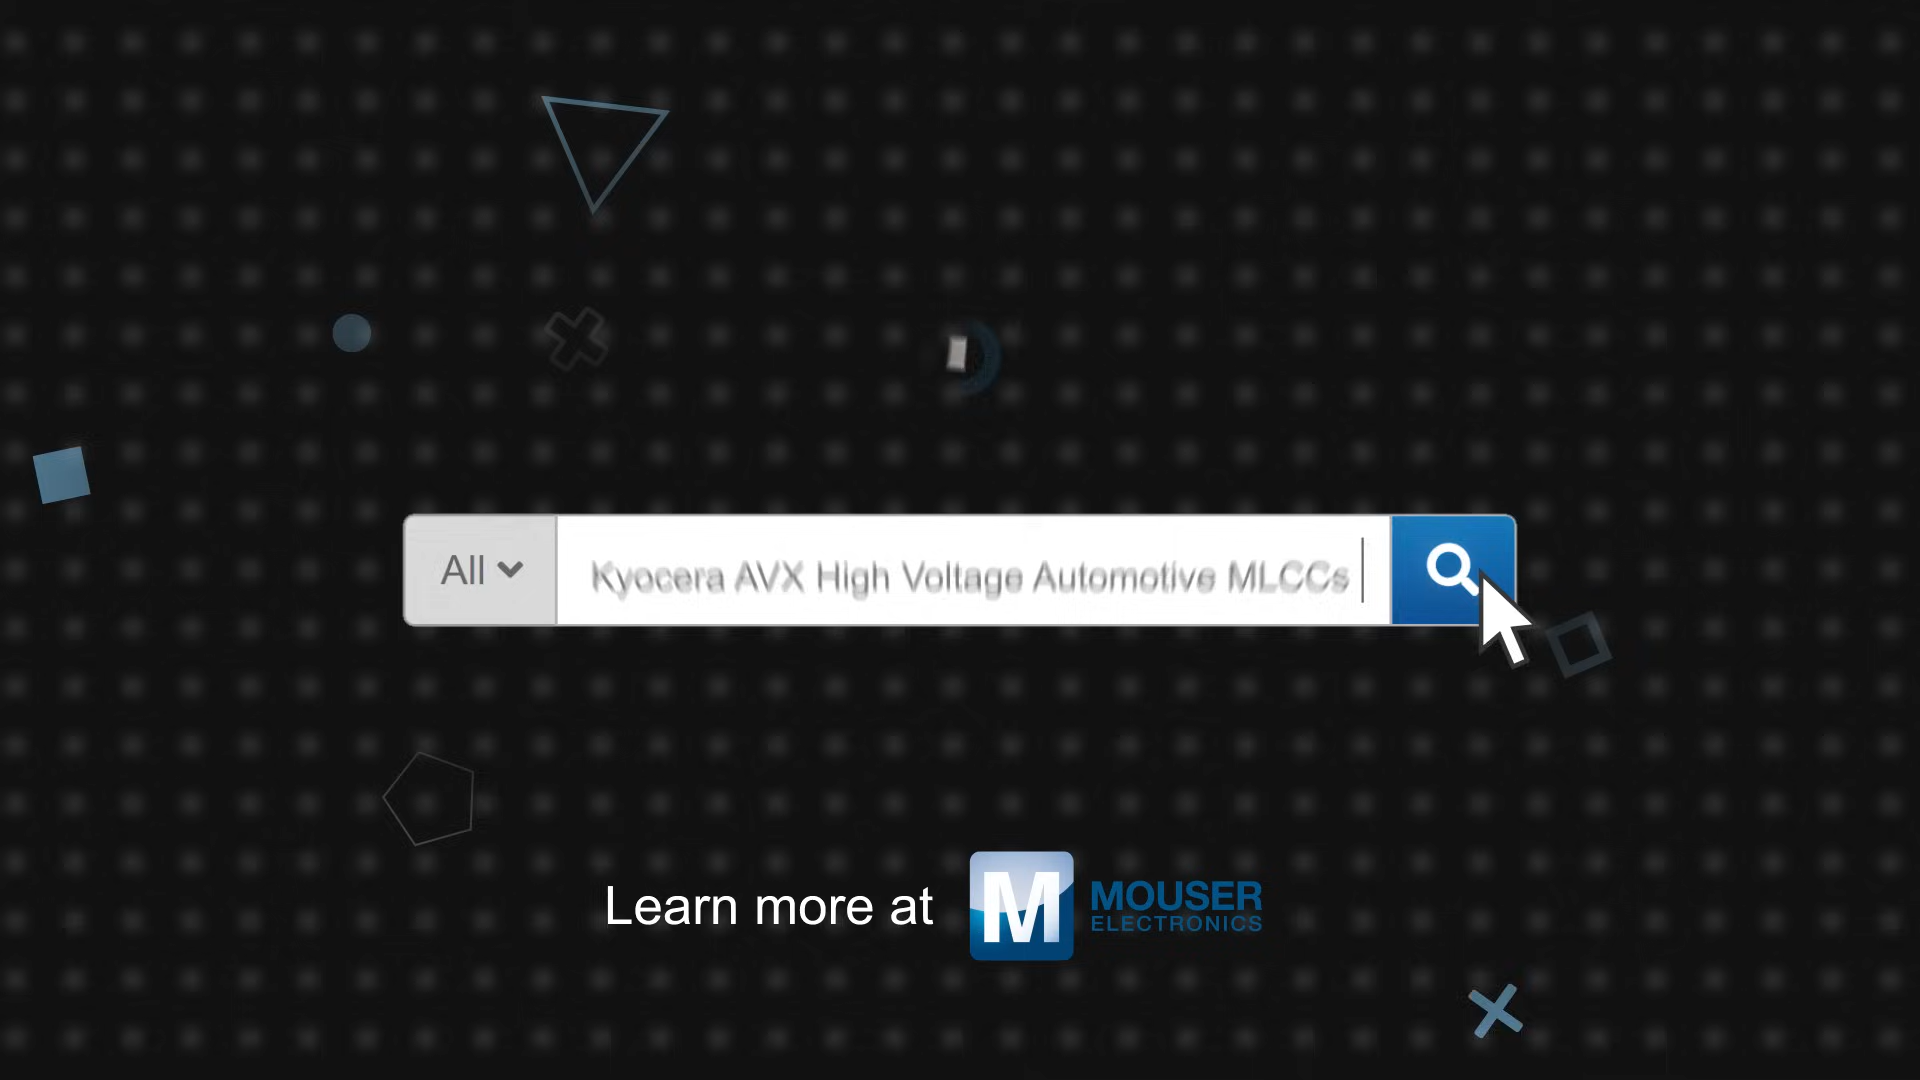 All
Kyocera AVX High Voltage Automotive MLCCs
Learn more at
M
MOUSER
ELECTRONICS